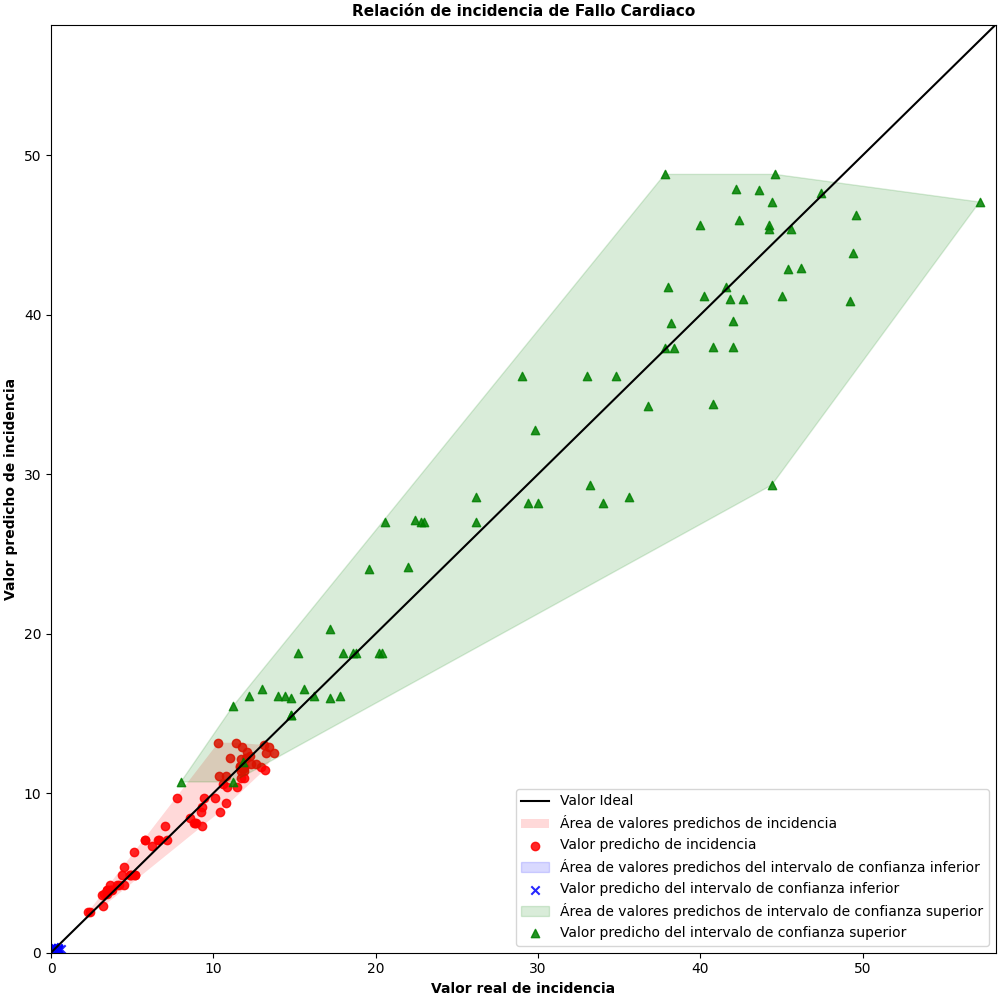 Relación de incidencia de Fallo Cardiaco
Valor predicho de incidencia
50
40
30
20
10
0
0 10 20 30 40 50
Valor real de incidencia
Valor Ideal
Área de valores predichos de incidencia
Valor predicho de incidencia
Área de valores predichos del intervalo de confianza inferior
Valor predicho del intervalo de confianza inferior
Área de valores predichos de intervalo de confianza superior
Valor predicho del intervalo de confianza superior